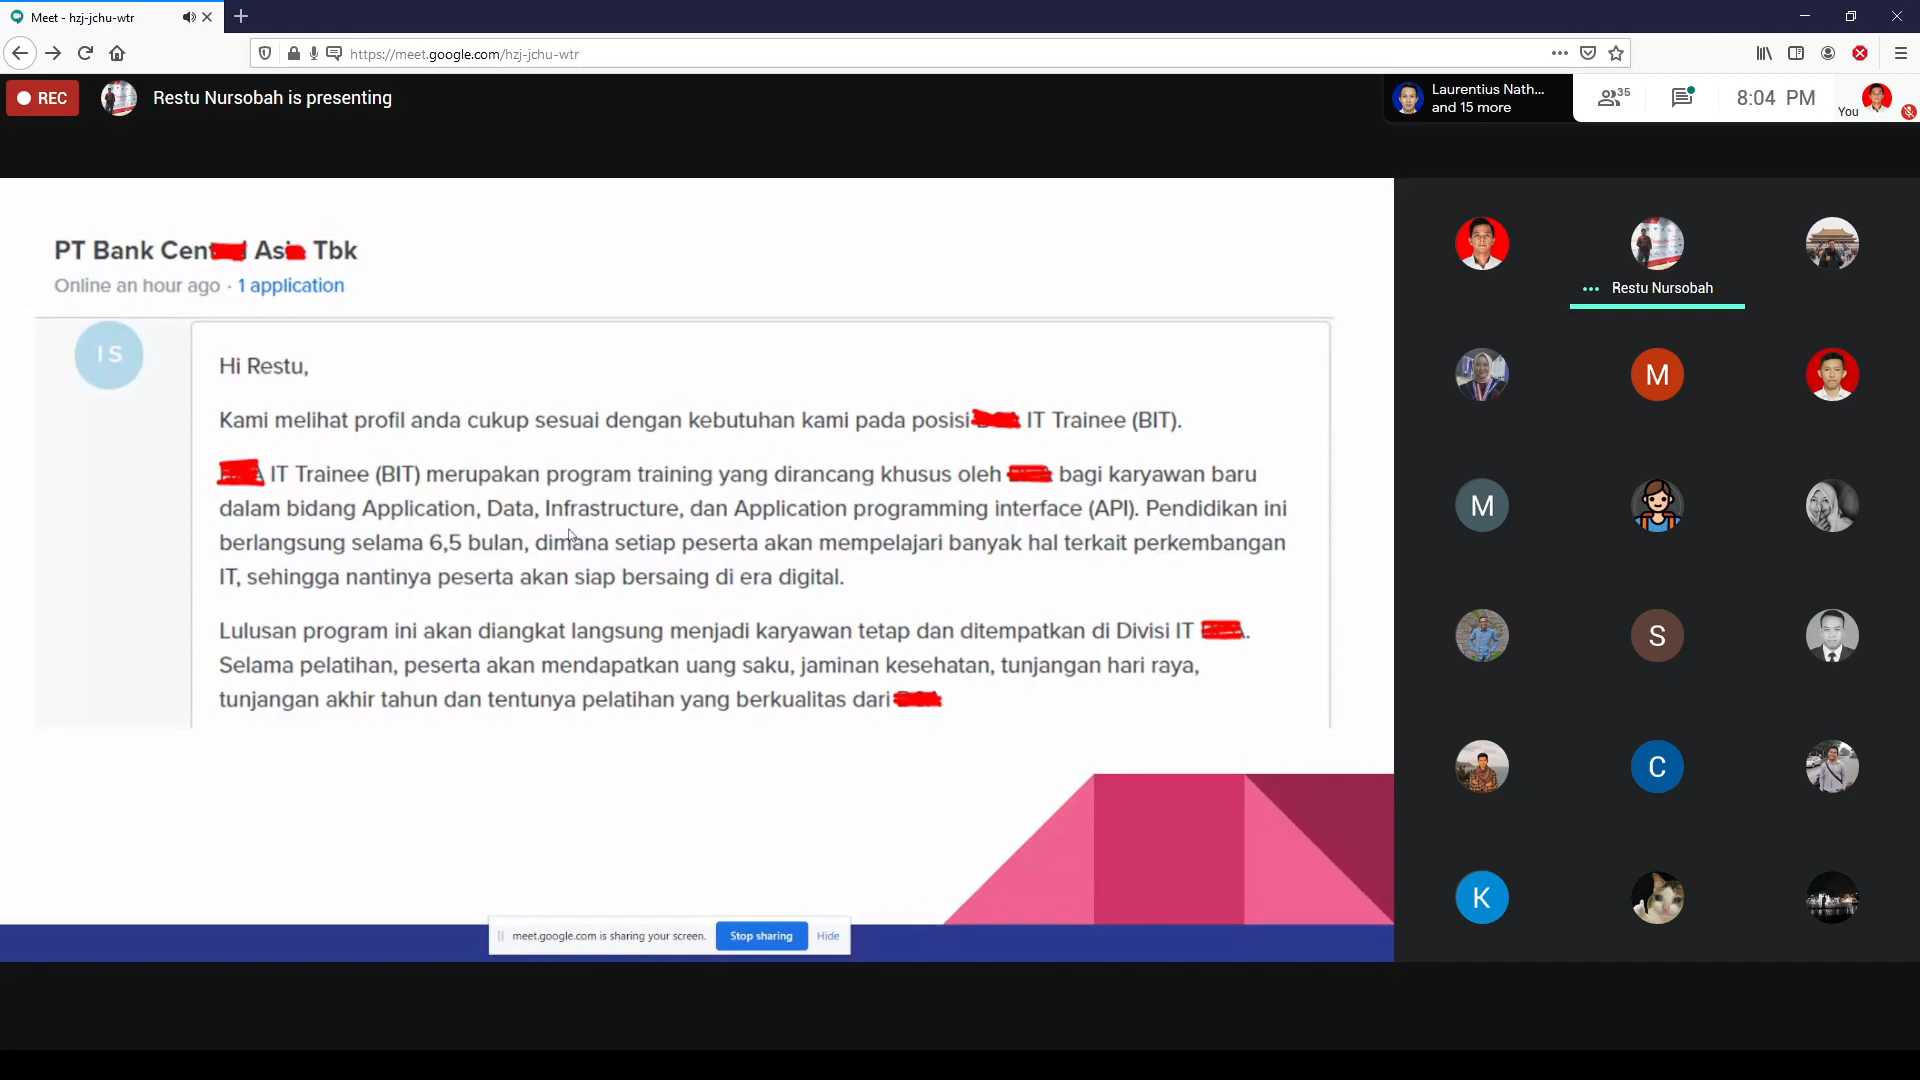 Meet - hzj-jchu-wtr
https://meet.google.com/hzj-jchu-wtr
REC
Restu Nursobah is presenting
Laurentius Nath...
and 15 more
35
8:04 PM
You
PT Bank Cen Asi Tbk
Online an hour ago - 1 application
I S
Hi Restu,
Kami melihat profil anda cukup sesuai dengan kebutuhan kami pada posisi IT Trainee (BIT).
IT Trainee (BIT) merupakan program training yang dirancang khusus oleh bagi karyawan baru
dalam bidang Application, Data, Infrastructure, dan Application programming interface (API). Pendidikan ini
berlangsung selama 6,5 bulan, dimana setiap peserta akan mempelajari banyak hal terkait perkembangan
IT, sehingga nantinya peserta akan siap bersaing di era digital.
Lulusan program ini akan diangkat langsung menjadi karyawan tetap dan ditempatkan di Divisi IT .
Selama pelatihan, peserta akan mendapatkan uang saku, jaminan kesehatan, tunjangan hari raya,
tunjangan akhir tahun dan tentunya pelatihan yang berkualitas dari
meet.google.com is sharing your screen. Stop sharing Hide
Restu Nursobah
M
M
S
C
K